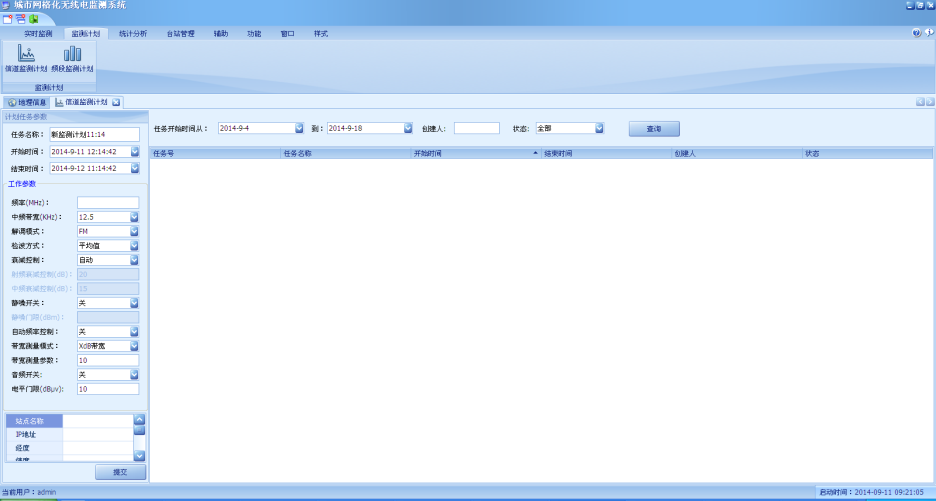 城市网格化无线电监测系统
实时监测 监测计划 统计分析 台站管理 辅助 功能 窗口 样式
信道监测计划 频段监测计划
监测计划
地理信息 信道监测计划
计划任务参数
任务名称： 新监测计划11:14
开始时间： 2014-9-11 12:14:42
结束时间： 2014-9-12 11:14:42
工作参数
频率(MHz)：
中频带宽(KHz)： 12.5
解调模式： FM
检波方式： 平均值
衰减控制： 自动
射频衰减控制(dB)： 20
中频衰减控制(dB)： 15
静噪开关： 关
静噪门限(dBm)：
自动频率控制： 关
带宽测量模式： XdB带宽
带宽测量参数： 10
音频开关： 关
电平门限(dBμv)： 10
站点名称
IP地址
经度
纬度
提交
任务开始时间从： 2014-9-4 到： 2014-9-18 创建人： 状态： 全部 查询
任务号 任务名称 开始时间 结束时间 创建人 状态
当前用户：admin 启动时间：2014-09-11 09:21:05